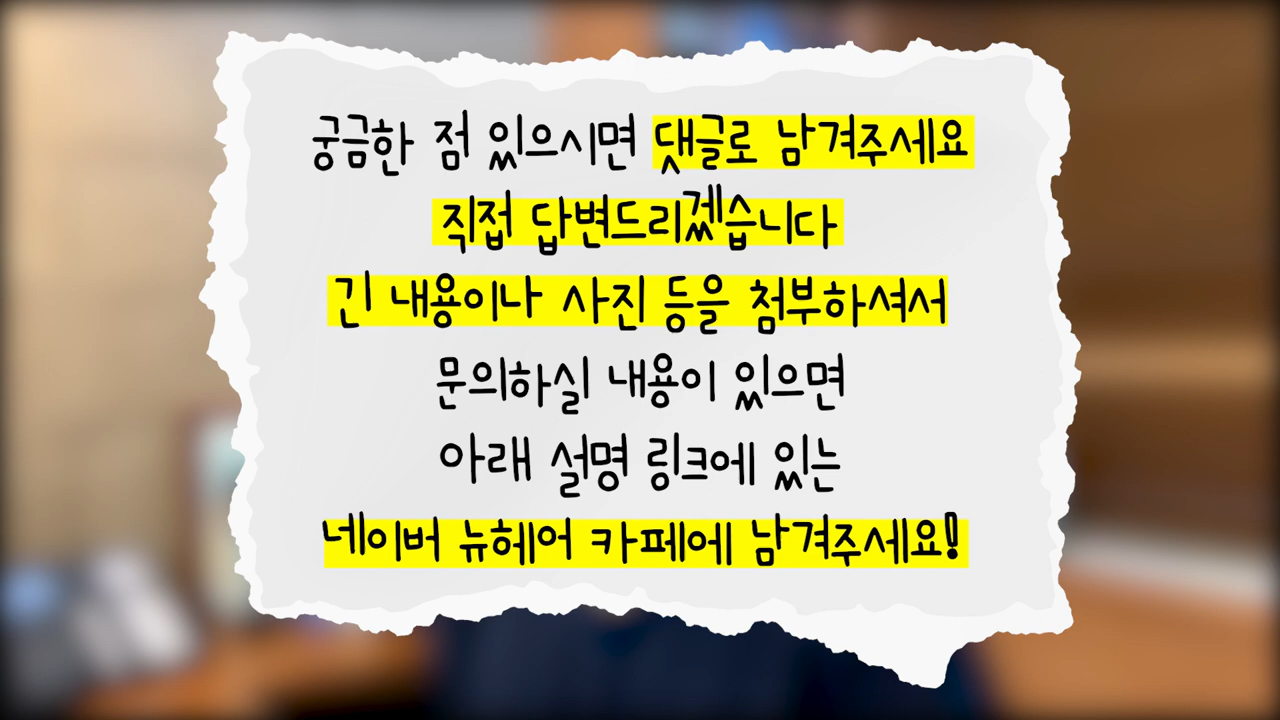 궁금한 점 있으시면 댓글로 남겨주세요
직접 답변드리겠습니다
긴 내용이나 사진 등을 첨부하셔서
문의하실 내용이 있으면
아래 설명 링크에 있는
네이버 뉴헤어 카페에 남겨주세요!